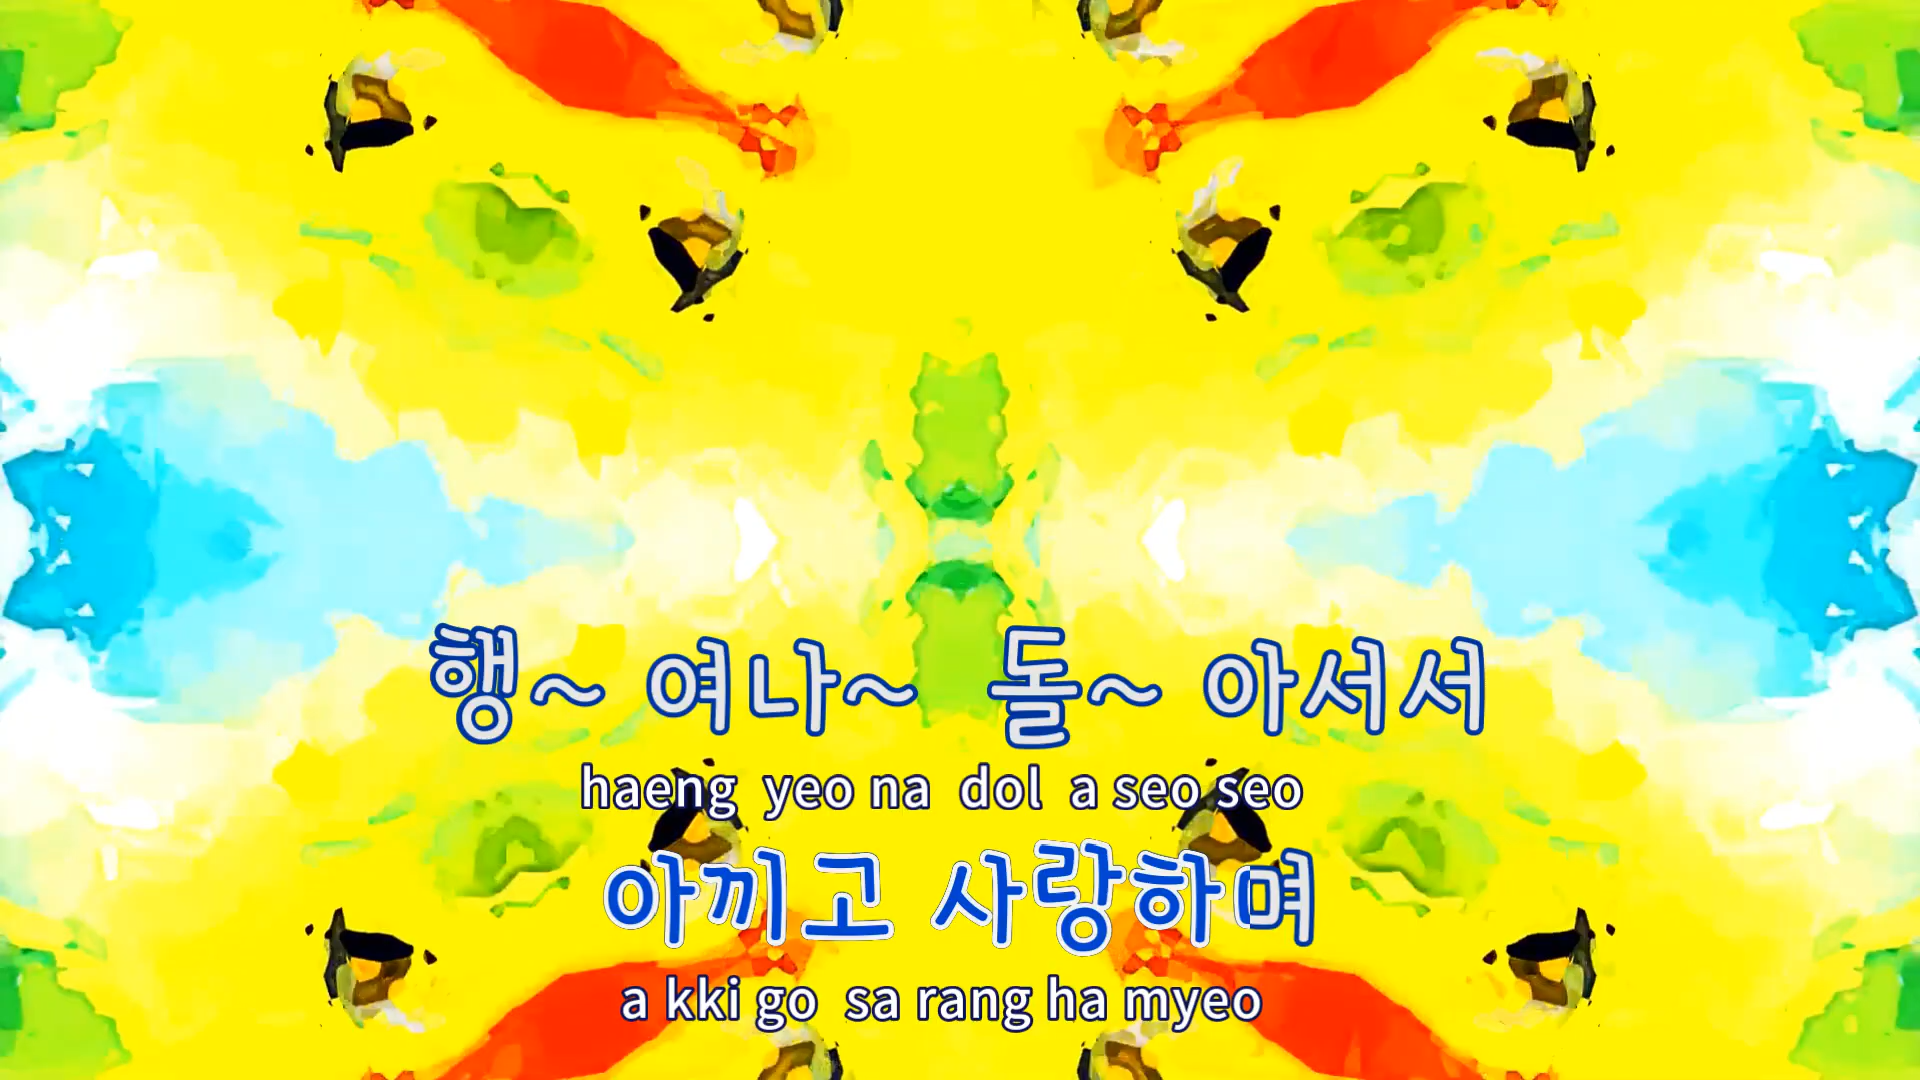 행~ 여나~ 돌~ 아서서
haeng yeo na dol a seo seo
아끼고 사랑하며
a kki go sa rang ha myeo